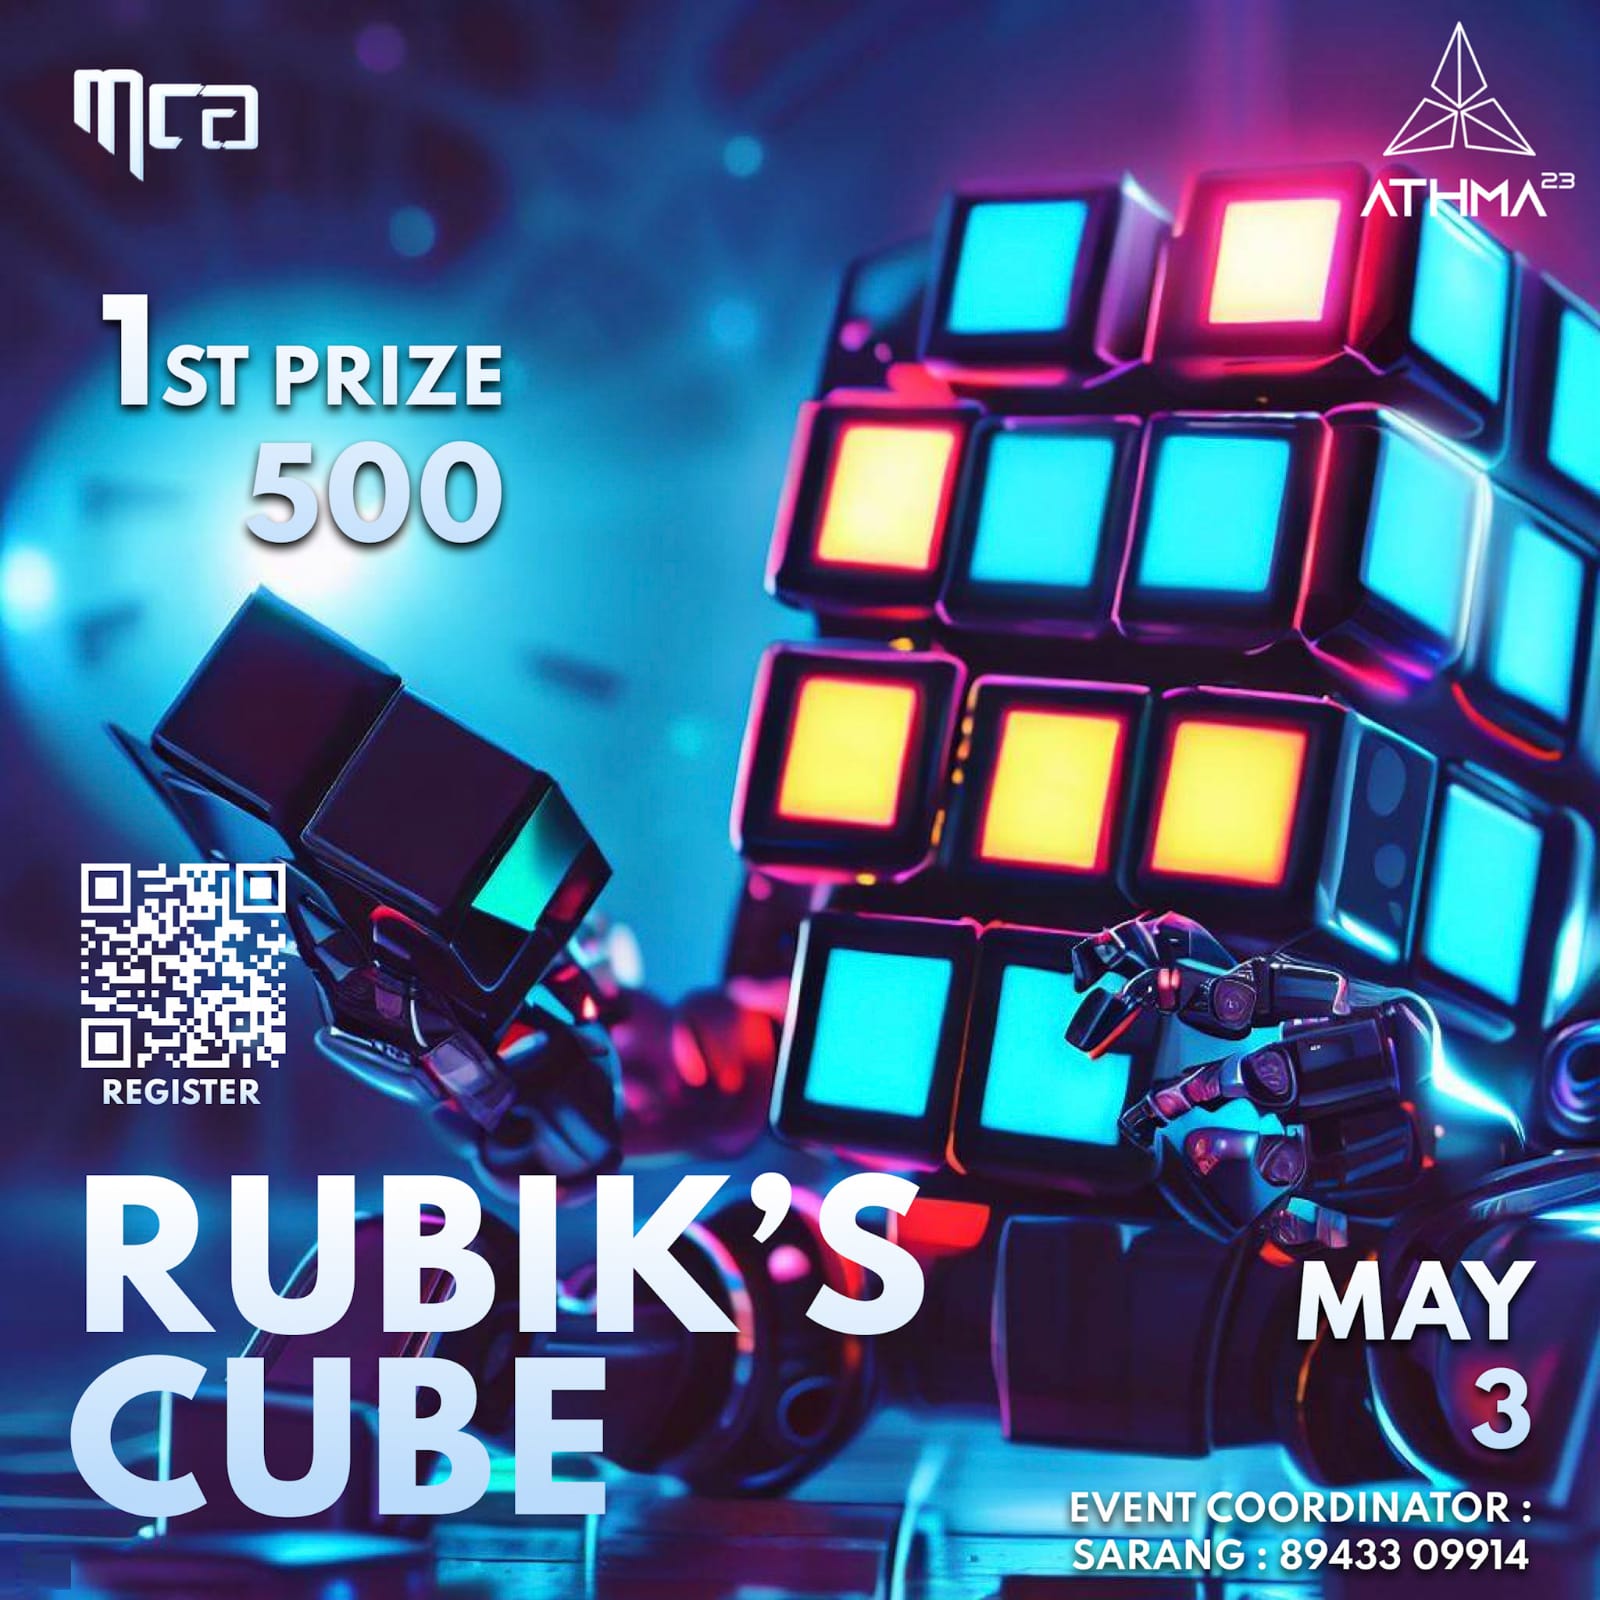 mca
ATHMA23
1ST PRIZE
500
REGISTER
RUBIK'S
CUBE
MAY
3
EVENT COORDINATOR :
SARANG : 89433 09914